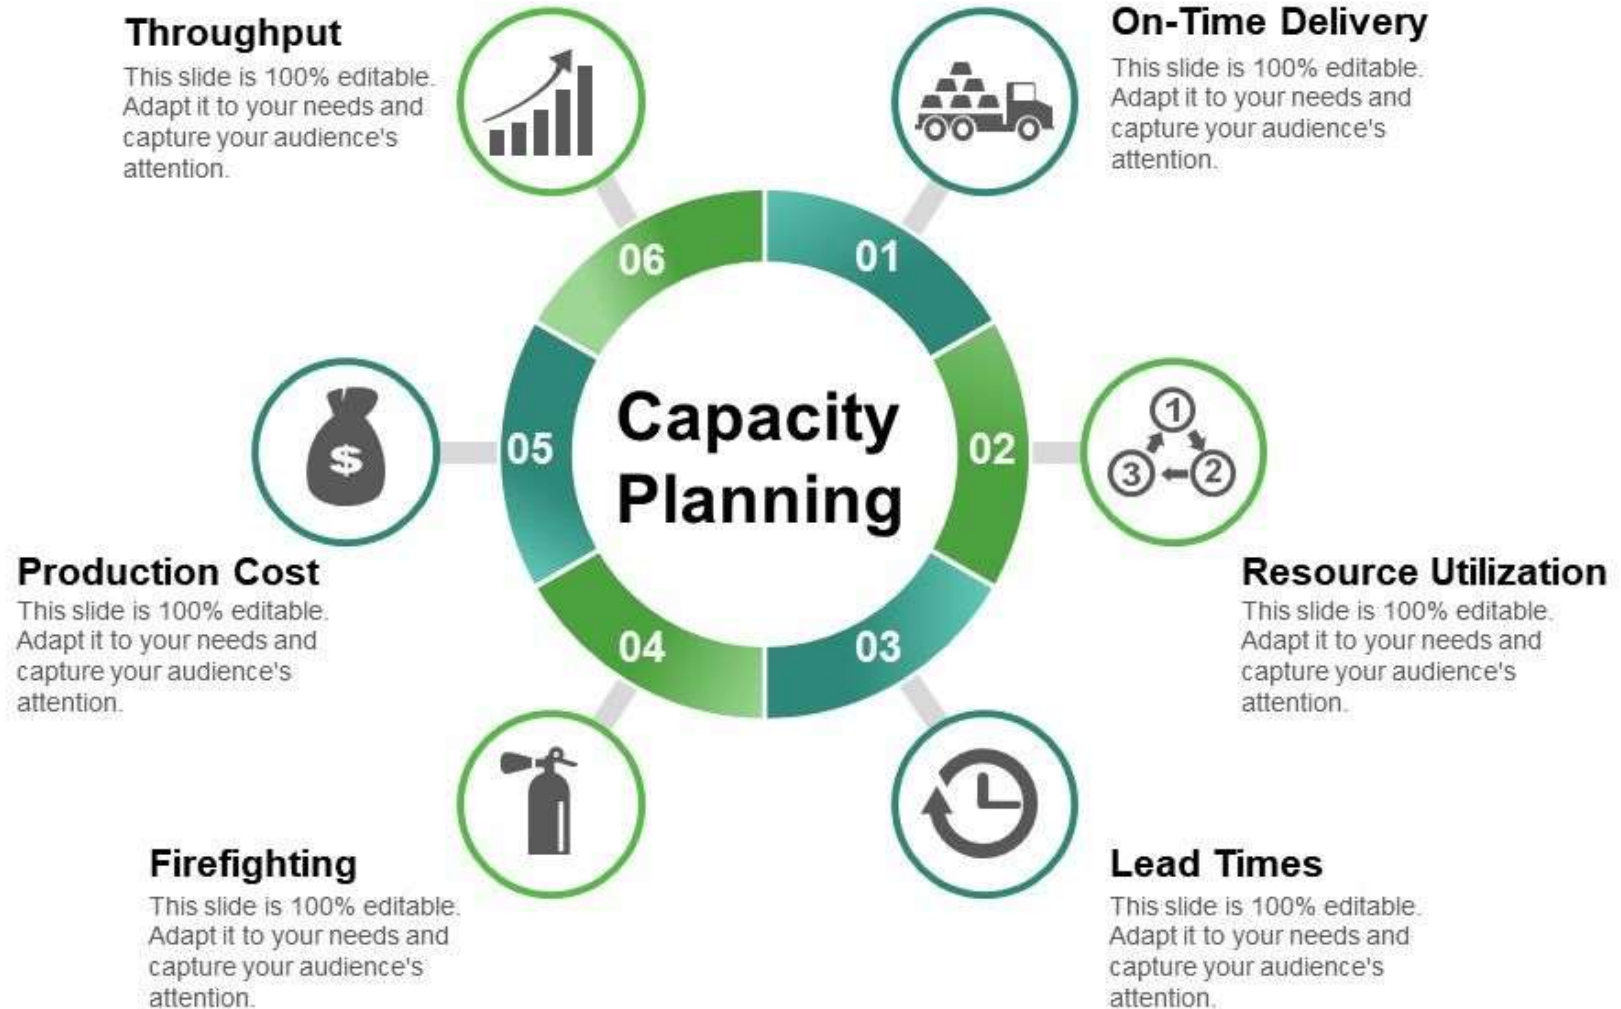 Throughput
This slide is 100% editable.
Adapt it to your needs and
capture your audience's
attention.
On-Time Delivery
This slide is 100% editable.
Adapt it to your needs and
capture your audience's
attention.
06
01
Capacity
Planning
05
$
02
1
3
2
Production Cost
This slide is 100% editable.
Adapt it to your needs and
capture your audience's
attention.
Resource Utilization
This slide is 100% editable.
Adapt it to your needs and
capture your audience's
attention.
04
03
Firefighting
This slide is 100% editable.
Adapt it to your needs and
capture your audience's
attention.
Lead Times
This slide is 100% editable.
Adapt it to your needs and
capture your audience's
attention.